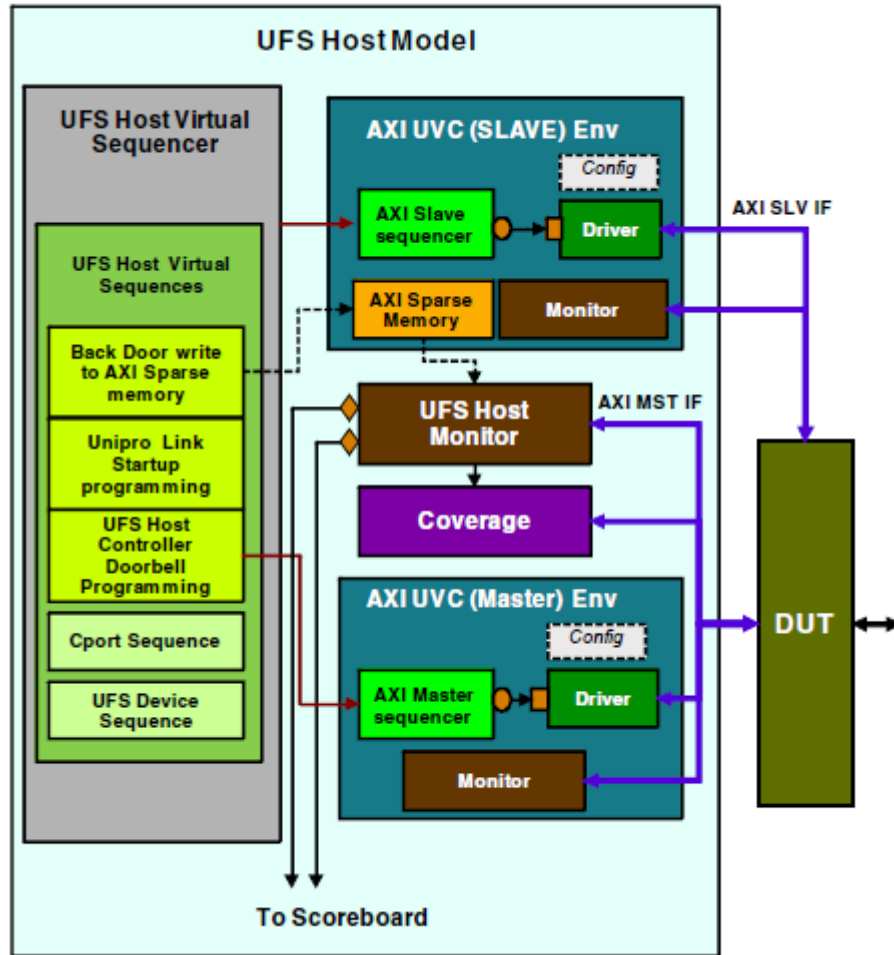 UFS Host Model
UFS Host Virtual
Sequencer
UFS Host Virtual
Sequences
Back Door write
to AXI Sparse
memory
Unipro Link
Startup
programming
UFS Host
Controller
Doorbell
Programming
Cport Sequence
UFS Device
Sequence
AXI UVC (SLAVE) Env
Config
AXI Slave
sequencer
Driver
AXI Sparse
Memory
Monitor
AXI SLV IF
UFS Host
Monitor
AXI MST IF
Coverage
AXI UVC (Master) Env
Config
AXI Master
sequencer
Driver
Monitor
DUT
To Scoreboard